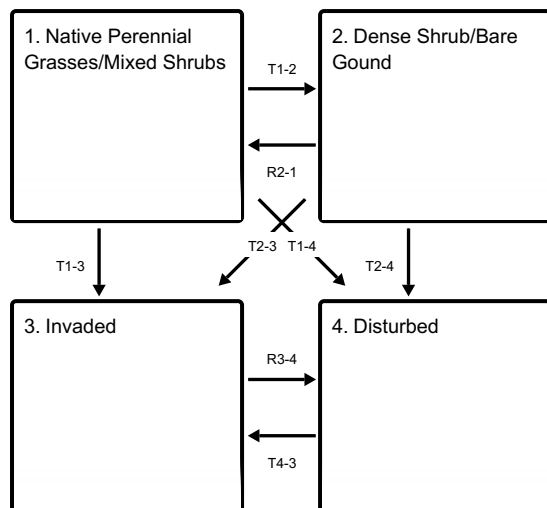 1. Native Perennial
Grasses/Mixed Shrubs
2. Dense Shrub/Bare
Gound
T1-2
R2-1
T2-3
T1-4
T1-3
T2-4
3. Invaded
4. Disturbed
R3-4
T4-3